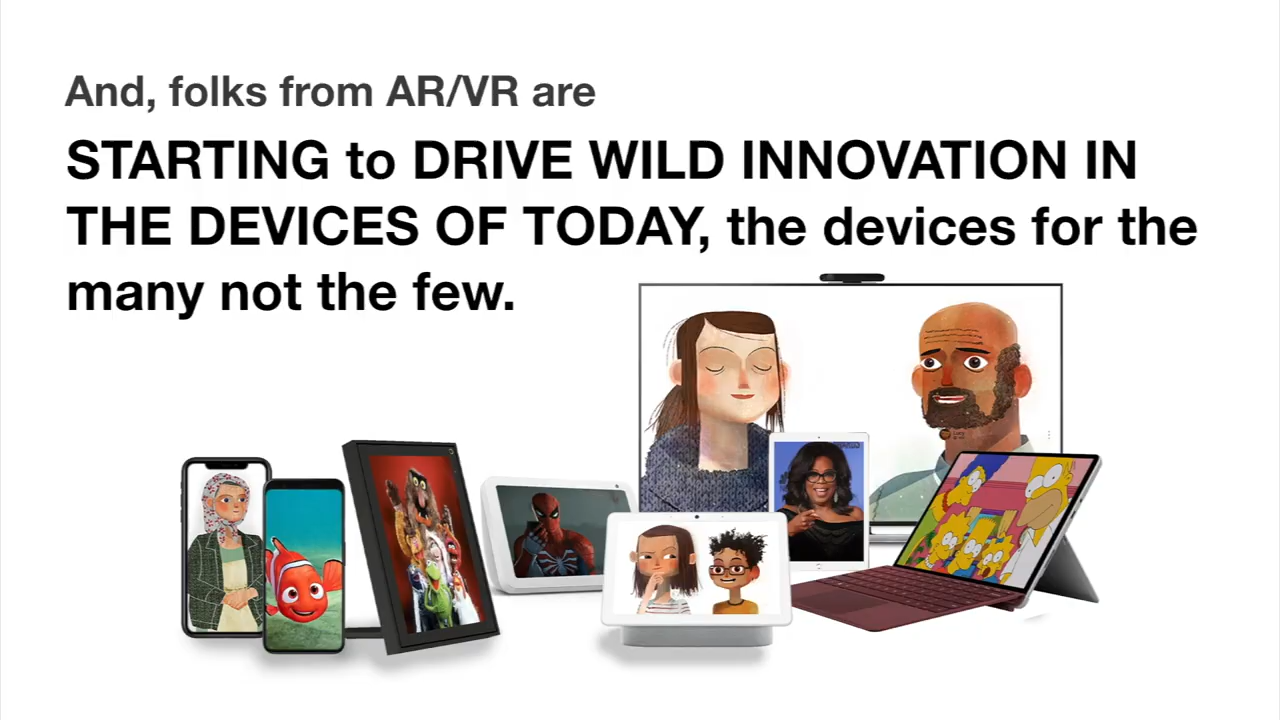 And, folks from AR/VR are
STARTING to DRIVE WILD INNOVATION IN
THE DEVICES OF TODAY, the devices for the
many not the few.